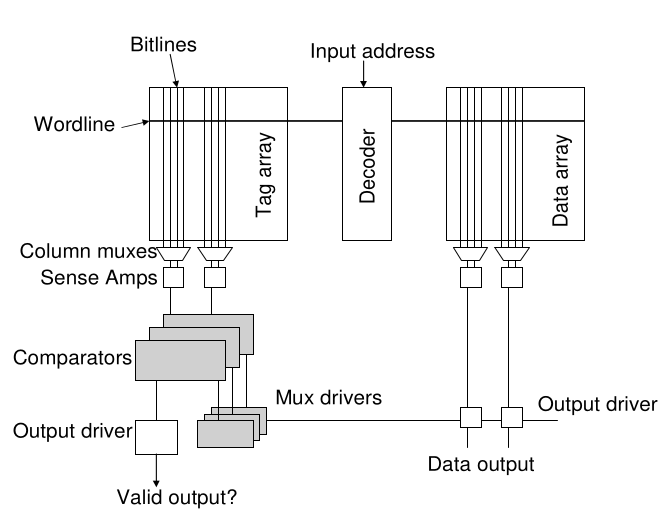 Bitlines
Input address
Wordline
Tag array
Decoder
Data array
Column muxes
Sense Amps
Comparators
Mux drivers
Output driver
Output driver
Data output
Valid output?